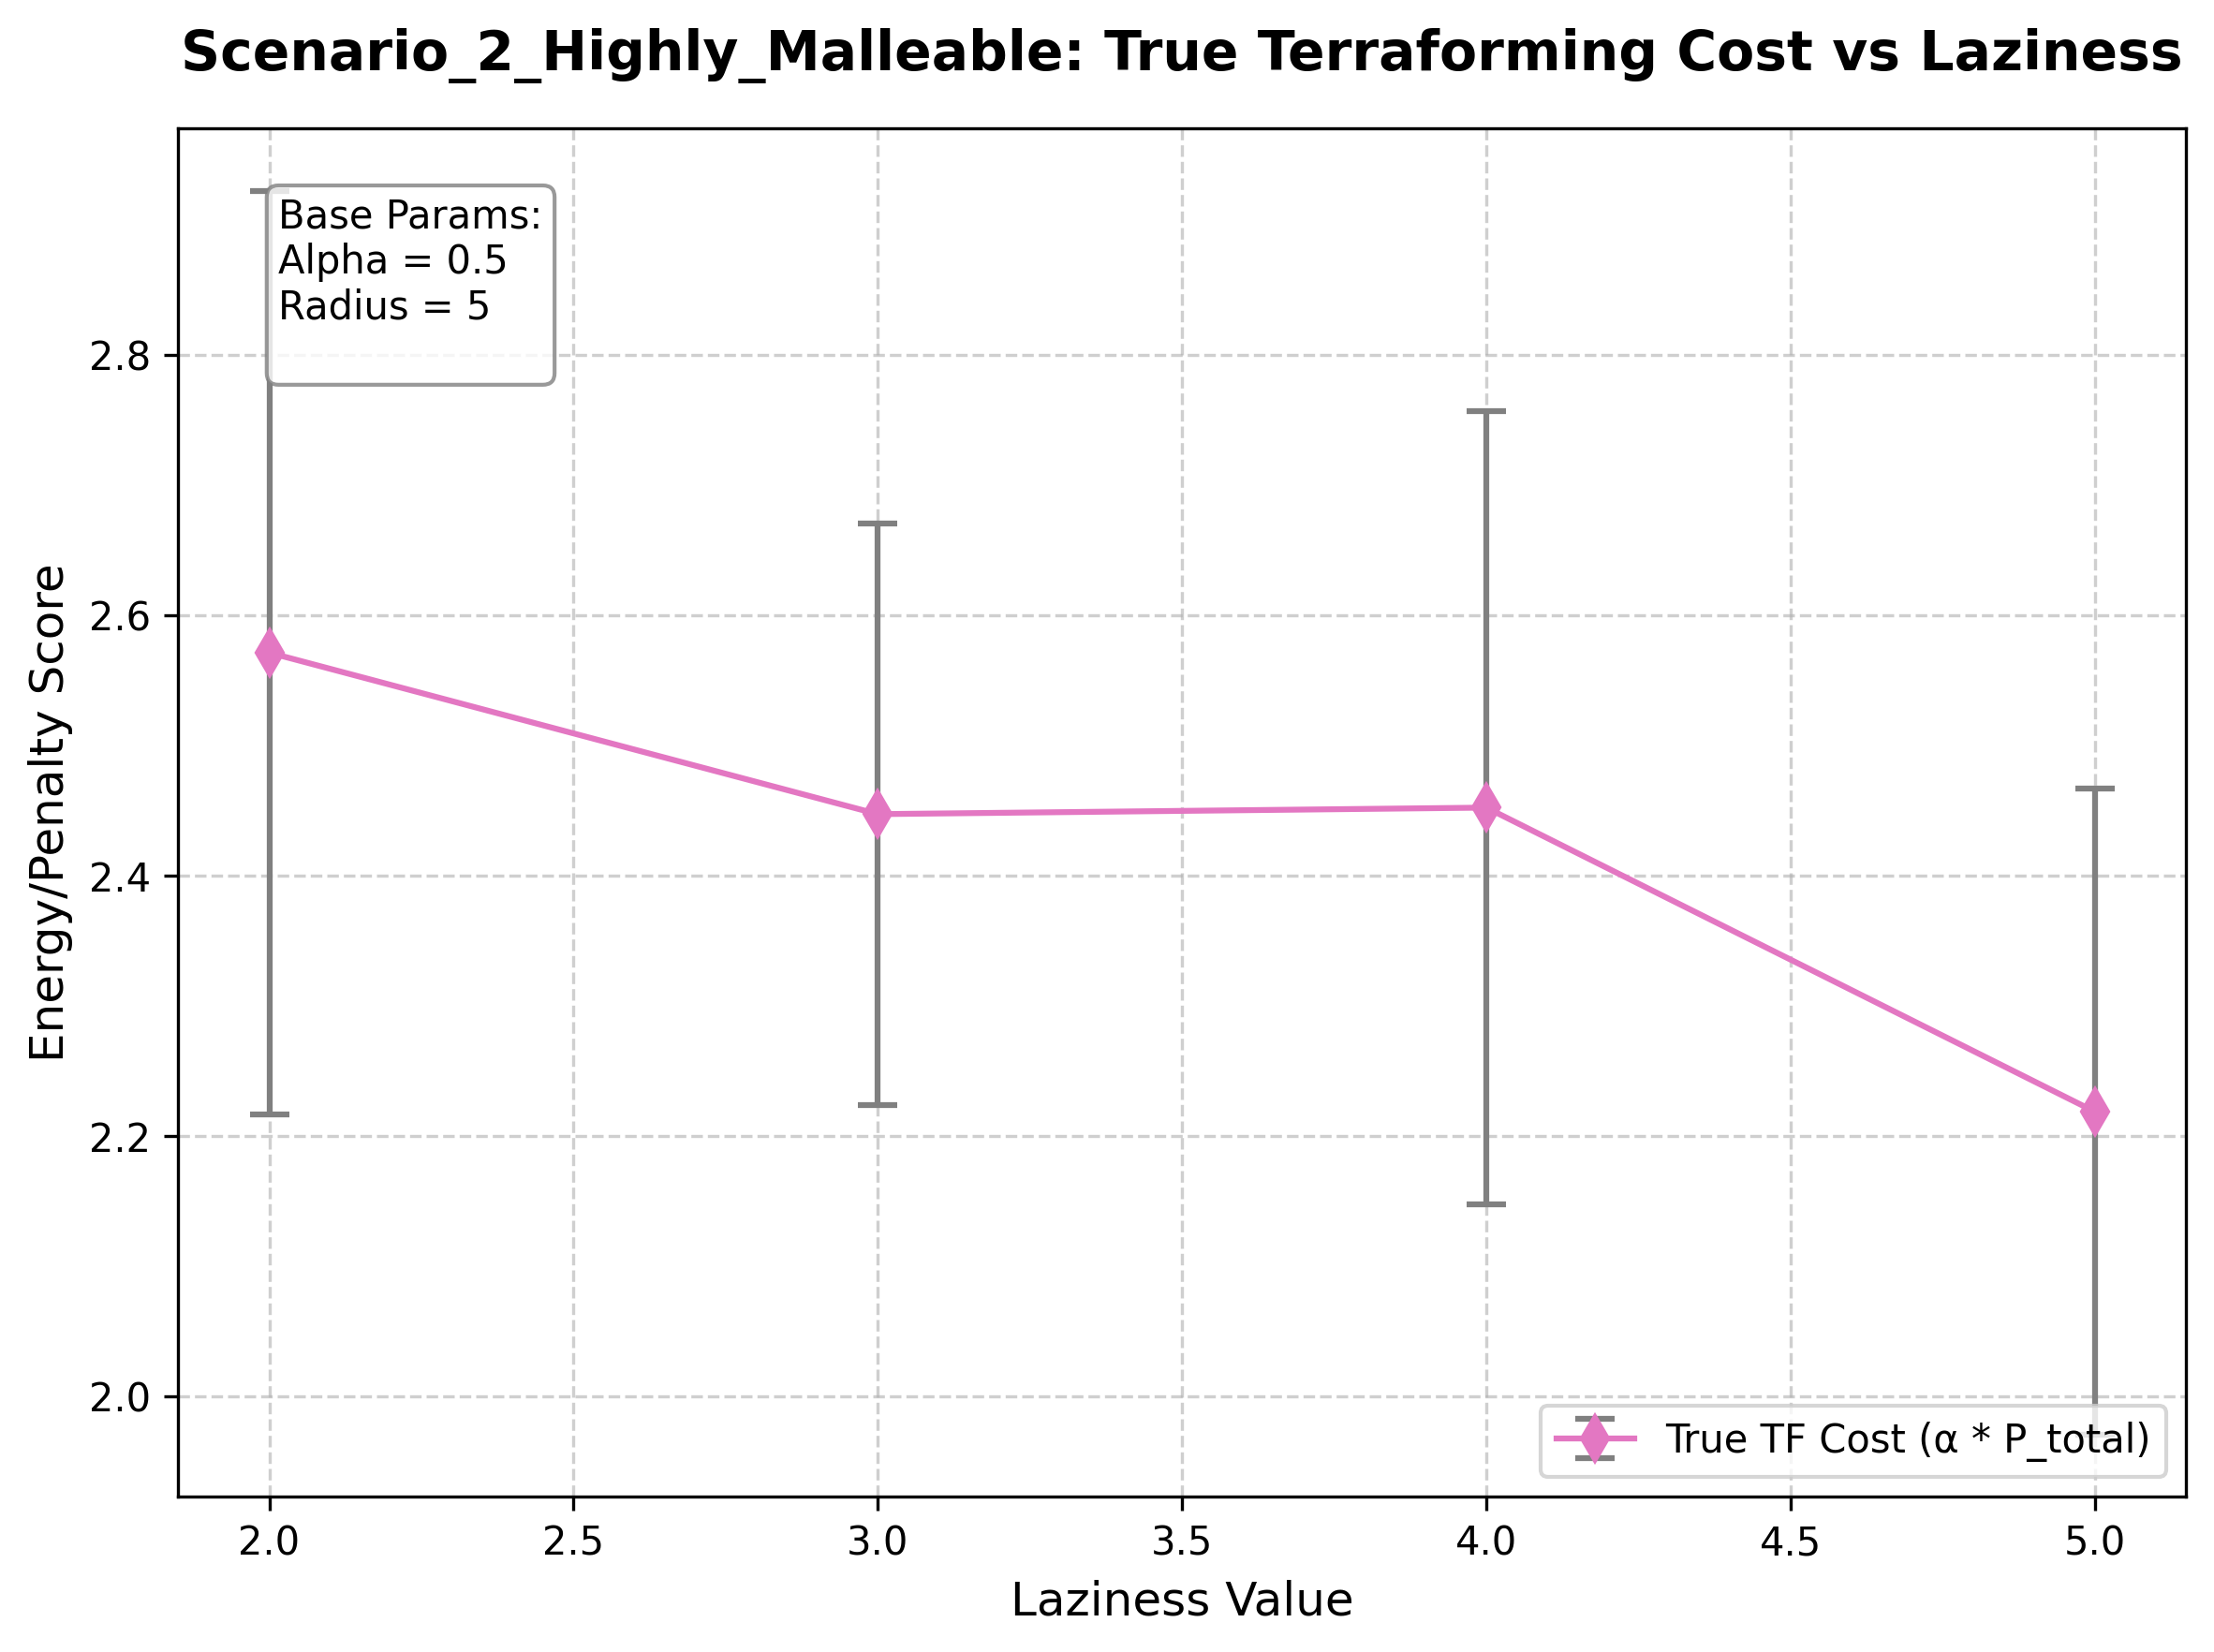 Scenario_2_Highly_Malleable: True Terraforming Cost vs Laziness
Base Params:
Alpha = 0.5
Radius = 5
Energy/Penalty Score
2.8
2.6
2.4
2.2
2.0
True TF Cost (α * P_total)
2.0 2.5 3.0 3.5 4.0 4.5 5.0
Laziness Value